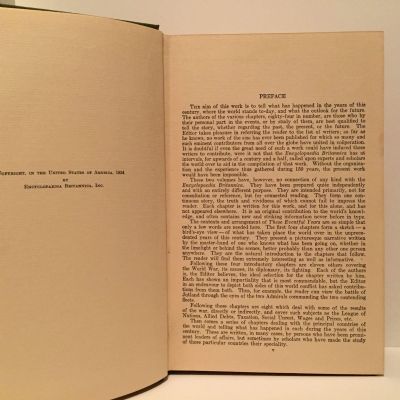 Copyright, in the United States of America, 1924
by
Encyclopaedia Britannica, Inc.
PREFACE
The aim of this work is to tell what has happened in the years of this
century, where the world stands to-day, and what the outlook for the future.
The authors of the various chapters, eighty-four in number, are those who by
their personal part in the events, or by study of them, are best qualified to
tell the story, whether regarding the past, the present, or the future. The
Editor takes pleasure in referring the reader to the list of writers; so far as
he knows, no work of the size has ever been published for which so many and
such eminent contributors from all over the globe have united in cooperation.
It is doubtful if even the great need of such a work could have induced these
writers to contribute, were it not that the Encyclopaedia Britannica has at
intervals, for upwards of a century and a half, called upon experts and scholars the
world over to aid in the compilation of that work. Without the organisa-
tion and the experience thus gathered during 150 years, the present work
would have been impossible.
These two volumes have, however, no connection of any kind with the
Encyclopaedia Britannica. They have been prepared quite independently
and with an entirely different purpose. They are intended primarily, not for
consultation or reference, but for connected reading. They form one con-
tinuous story, the truth and vividness of which cannot fail to impress the
reader. Each chapter is written for this work, and for this alone, and has
not appeared elsewhere. It is an original contribution to the world's knowl-
edge, and often contains new and striking information never before in type.
The contents and arrangement of These Eventful Years are so simple that
only a few words are needed here. The first four chapters form a sketch—a
bird's-eye view—of what has taken place the world over in the unprece-
dented years of this century. They present a picturesque narrative written
by the master-hand of one who has known what has been going on, whether in
the limelight or behind the scenes, better probably than any other one person
anywhere. They are the natural introduction to the chapters that follow.
The reader will find them extremely interesting as well as informative.
Following these four introductory chapters are eleven others covering
the World War, its causes, its diplomacy, its fighting. Each of the authors
is, the Editor believes, the ideal selection for the chapter written by him.
Each has shown an impartiality that is most commendable, but the Editor
in an endeavour to depict both sides of this world conflict has asked contribu-
tions from them both. Thus, for example, the reader can view the battle of
Jutland through the eyes of the two Admirals commanding the two contending
fleets.
Following these chapters are eight which deal with some of the results
of the war, directly or indirectly, and cover such subjects as the League of
Nations, Allied Debts, Taxation, Social Unrest, Wages and Prices, etc.
Then comes a series of chapters dealing with the principal countries of
the world and telling what has happened in each during the years of this
century. These are written, in many cases, by persons who have been promi-
nent leaders of affairs, but sometimes by scholars who have made the study
of these particular countries their speciality.
v